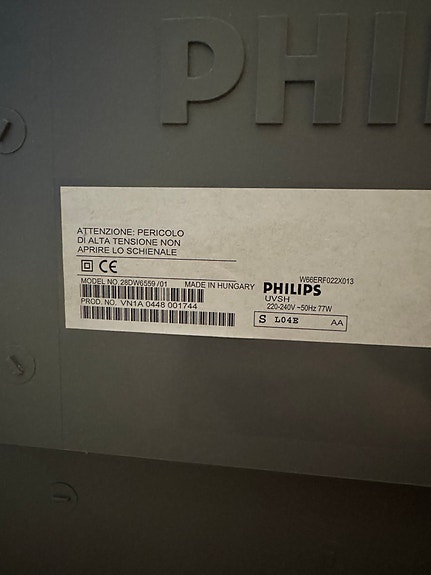 PHI
ATTENZIONE: PERICOLO
DI ALTA TENSIONE NON
APRIRE LO SCHIENALE
CE
MODEL NO. 28DW6559 /01 MADE IN HUNGARY
PROD. NO. VN1A 0448 001744
W66ERF022X013
PHILIPS
UVSH
220-240V ~50Hz 77W
S L04E AA